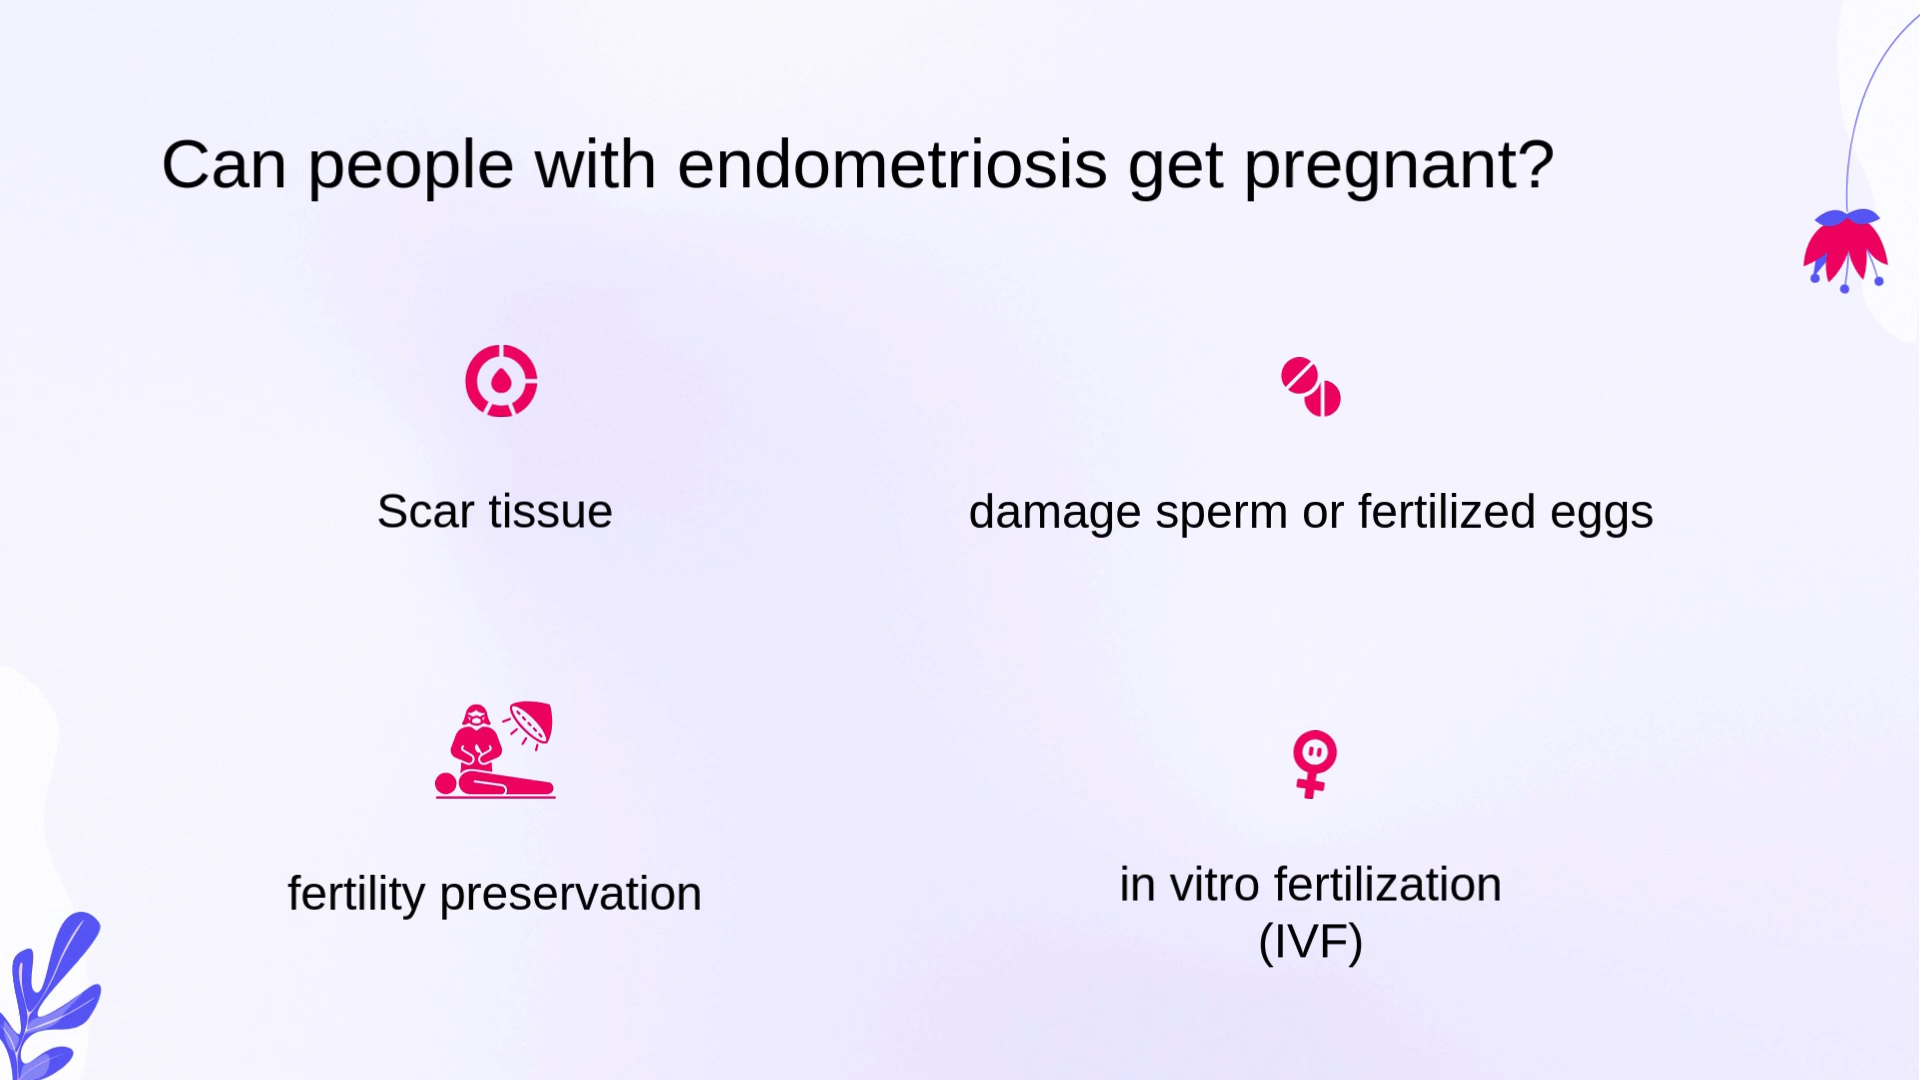 Can people with endometriosis get pregnant?
Scar tissue
damage sperm or fertilized eggs
fertility preservation
in vitro fertilization
(IVF)